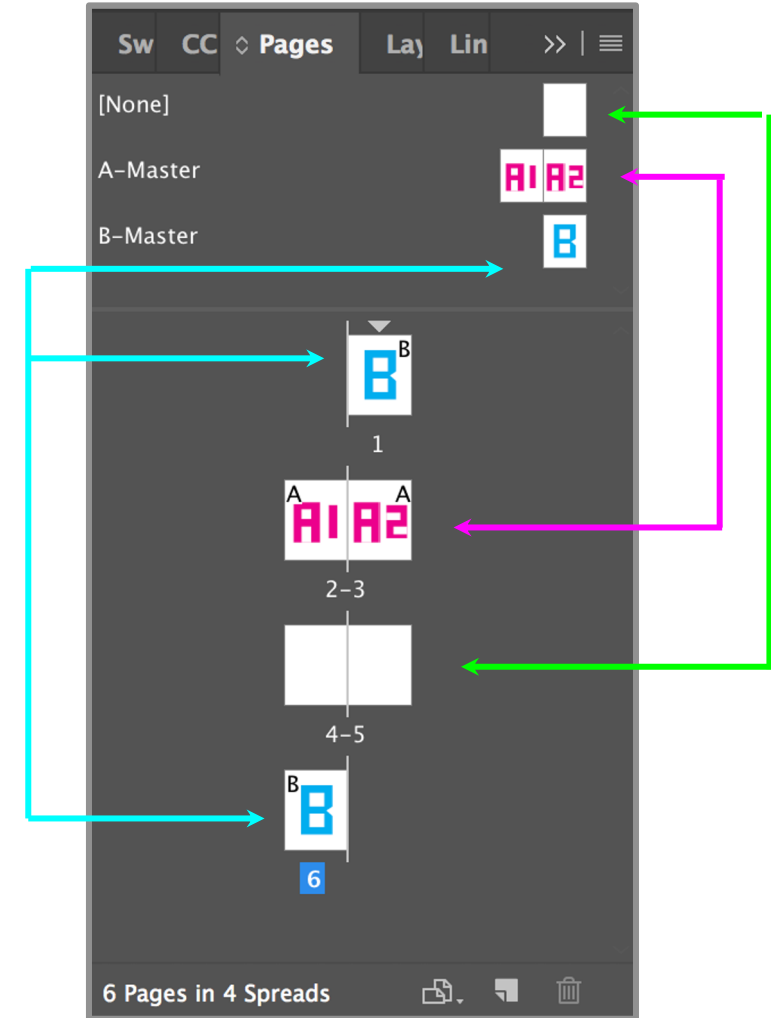 Sw CC Pages Lay Lin
[None]
A-Master
A1 A2
B-Master
B
B
B
1
A A
A1 A2
2-3
4-5
B
B
6
6 Pages in 4 Spreads